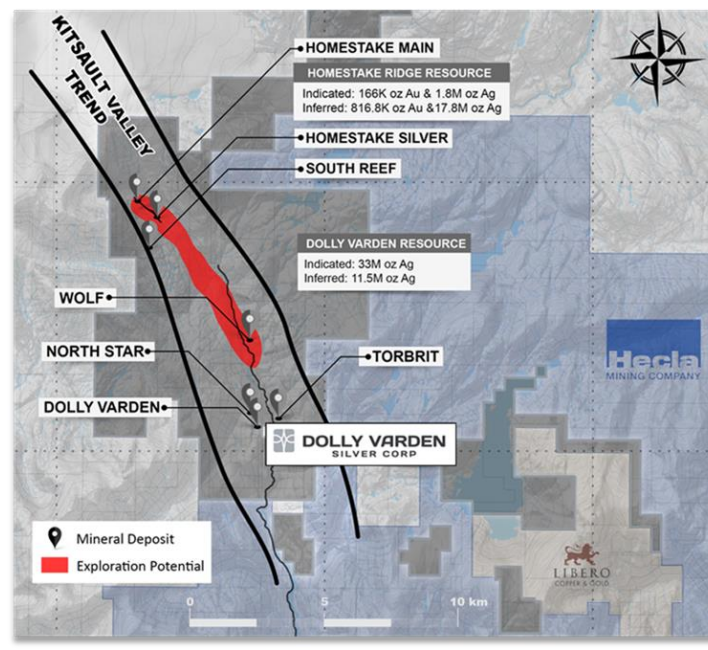 KITSAULT VALLEY
TREND
HOMESTAKE MAIN
HOMESTAKE RIDGE RESOURCE
Indicated: 166K oz Au & 1.8M oz Ag
Inferred: 816.8K oz Au &17.8M oz Ag
HOMESTAKE SILVER
SOUTH REEF
DOLLY VARDEN RESOURCE
Indicated: 33M oz Ag
Inferred: 11.5M oz Ag
WOLF
Hecla
MINING COMPANY
NORTH STAR
TORBRIT
DOLLY VARDEN
DOLLY VARDEN
SILVER CORP
Mineral Deposit
Exploration Potential
LIBERO
COPPER & GOLD
0 5 10 km